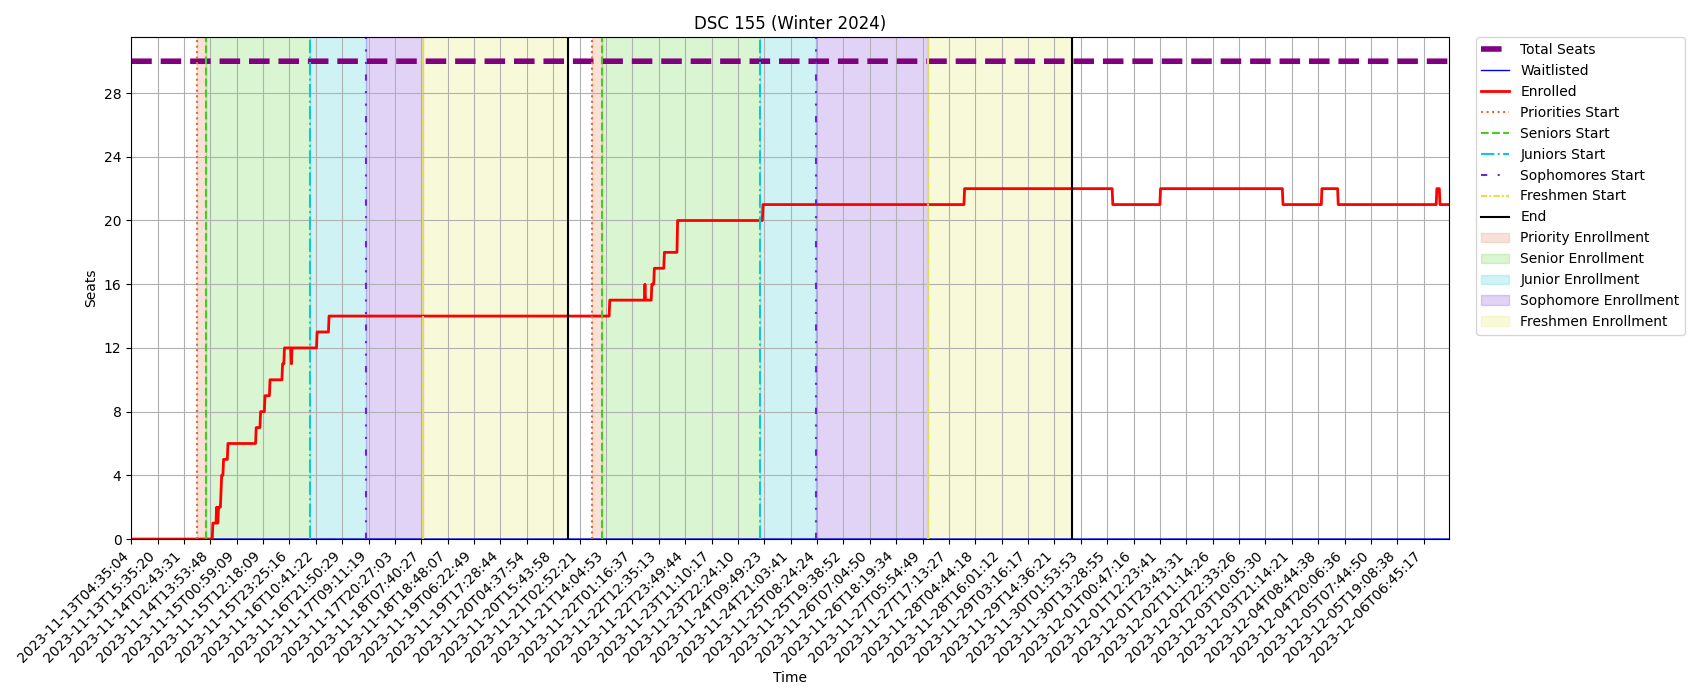 DSC 155 (Winter 2024)
Seats
28
24
20
16
12
8
4
0
2023-11-13T04:35:04
2023-11-13T15:35:20
2023-11-14T02:43:31
2023-11-14T13:53:48
2023-11-15T00:59:09
2023-11-15T12:18:09
2023-11-15T23:25:16
2023-11-16T10:41:22
2023-11-16T21:50:29
2023-11-17T09:11:19
2023-11-17T20:27:03
2023-11-18T07:40:27
2023-11-18T18:48:07
2023-11-19T06:22:49
2023-11-19T17:28:44
2023-11-20T04:37:54
2023-11-20T15:43:58
2023-11-21T02:52:21
2023-11-21T14:04:53
2023-11-22T01:16:37
2023-11-22T12:35:13
2023-11-22T23:49:44
2023-11-23T11:10:17
2023-11-23T22:24:10
2023-11-24T09:49:23
2023-11-24T21:03:41
2023-11-25T08:24:24
2023-11-25T19:38:52
2023-11-26T07:04:50
2023-11-26T18:19:34
2023-11-27T05:54:49
2023-11-27T17:13:27
2023-11-28T04:44:18
2023-11-28T16:01:12
2023-11-29T03:16:17
2023-11-29T14:36:21
2023-11-30T01:53:53
2023-11-30T13:28:55
2023-12-01T00:47:16
2023-12-01T12:23:41
2023-12-01T23:43:31
2023-12-02T11:14:26
2023-12-02T22:33:26
2023-12-03T10:05:30
2023-12-03T21:14:21
2023-12-04T08:44:38
2023-12-04T20:06:36
2023-12-05T07:44:50
2023-12-05T19:08:38
2023-12-06T06:45:17
Time
Total Seats
Waitlisted
Enrolled
Priorities Start
Seniors Start
Juniors Start
Sophomores Start
Freshmen Start
End
Priority Enrollment
Senior Enrollment
Junior Enrollment
Sophomore Enrollment
Freshmen Enrollment